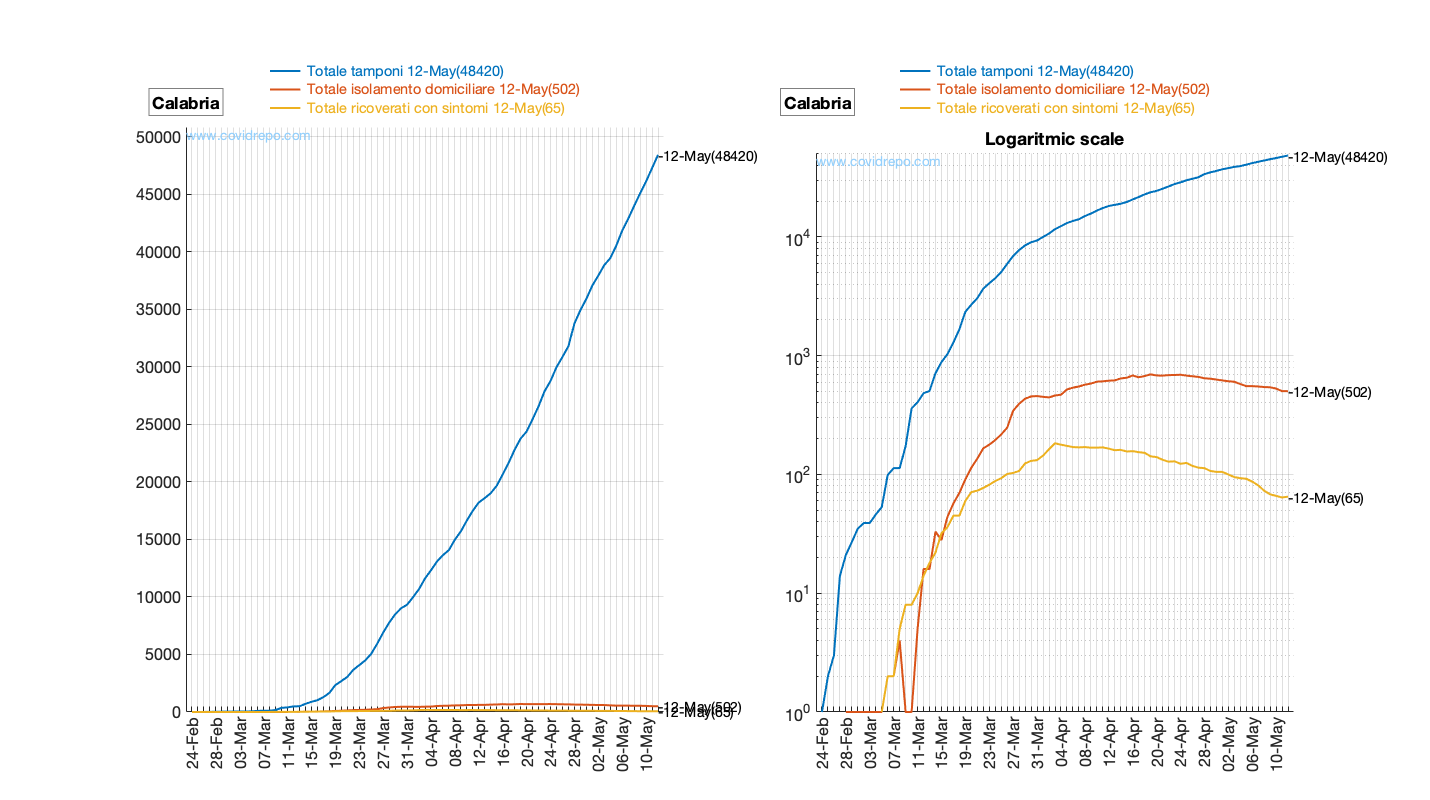 Calabria
Totale tamponi 12-May(48420)
Totale isolamento domiciliare 12-May(502)
Totale ricoverati con sintomi 12-May(65)
www.covidrepo.com
50000
45000
40000
35000
30000
25000
20000
15000
10000
5000
0
12-May(48420)
12-May(502)
12-May(65)
24-Feb
28-Feb
03-Mar
07-Mar
11-Mar
15-Mar
19-Mar
23-Mar
27-Mar
31-Mar
04-Apr
08-Apr
12-Apr
16-Apr
20-Apr
24-Apr
28-Apr
02-May
06-May
10-May
Calabria
Totale tamponi 12-May(48420)
Totale isolamento domiciliare 12-May(502)
Totale ricoverati con sintomi 12-May(65)
Logaritmic scale
www.covidrepo.com
10^4
10^3
10^2
10^1
10^0
12-May(48420)
12-May(502)
12-May(65)
24-Feb
28-Feb
03-Mar
07-Mar
11-Mar
15-Mar
19-Mar
23-Mar
27-Mar
31-Mar
04-Apr
08-Apr
12-Apr
16-Apr
20-Apr
24-Apr
28-Apr
02-May
06-May
10-May